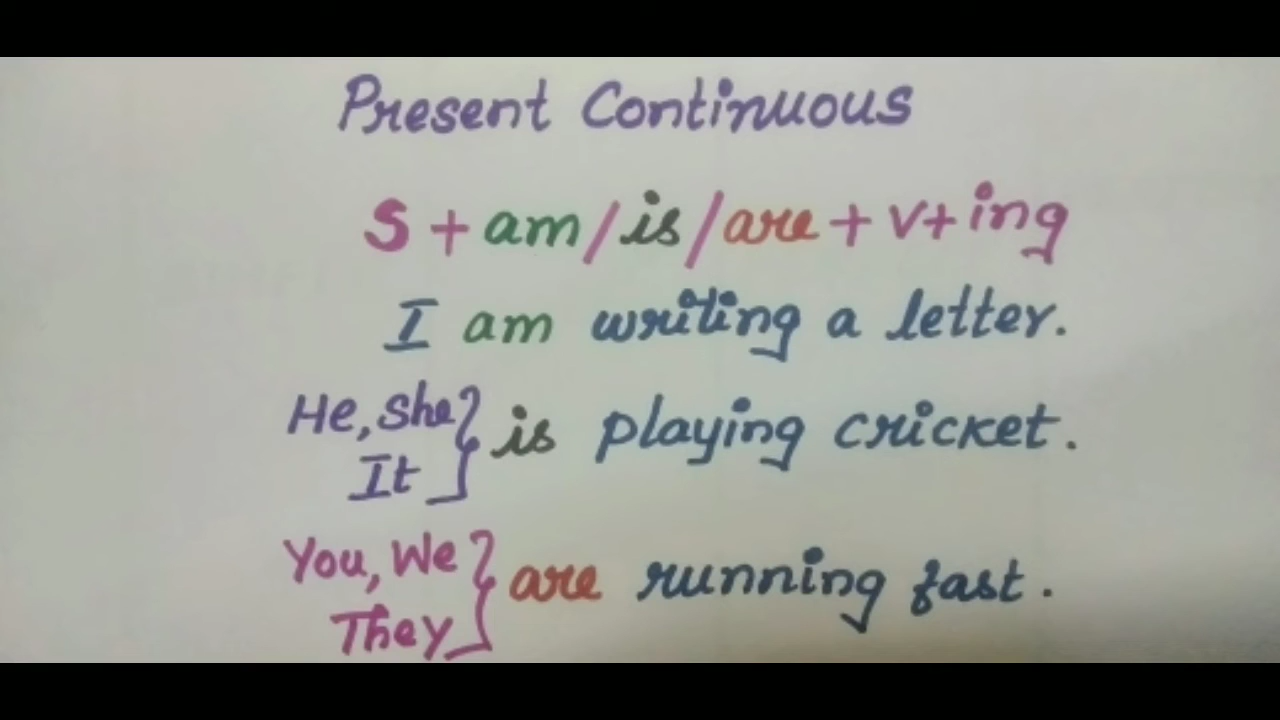 Present Continuous
S + am/is/are + v+ing
I am writing a letter.
He, She
It } is playing cricket.
You, We
They } are running fast.